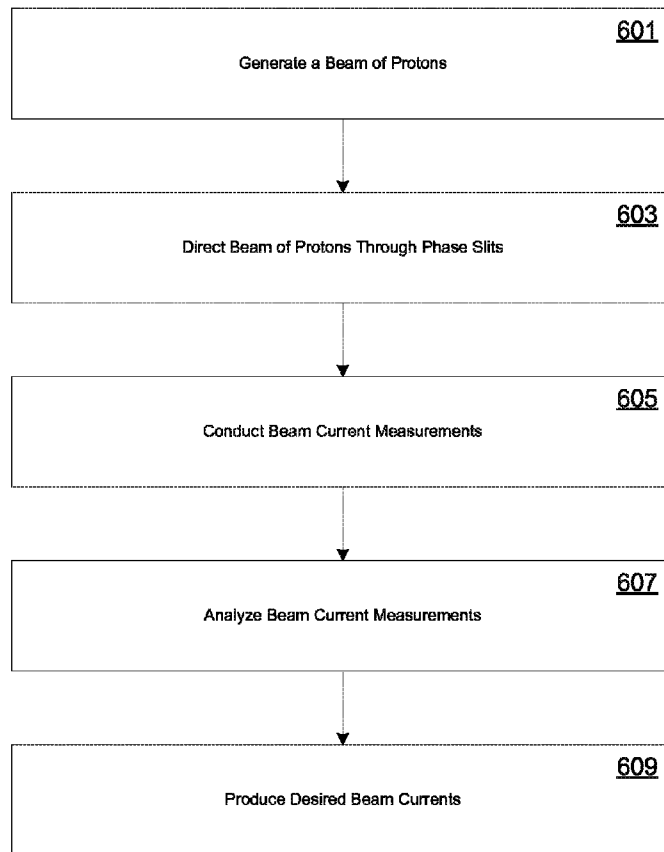 601
Generate a Beam of Protons
603
Direct Beam of Protons Through Phase Slits
605
Conduct Beam Current Measurements
607
Analyze Beam Current Measurements
609
Produce Desired Beam Currents